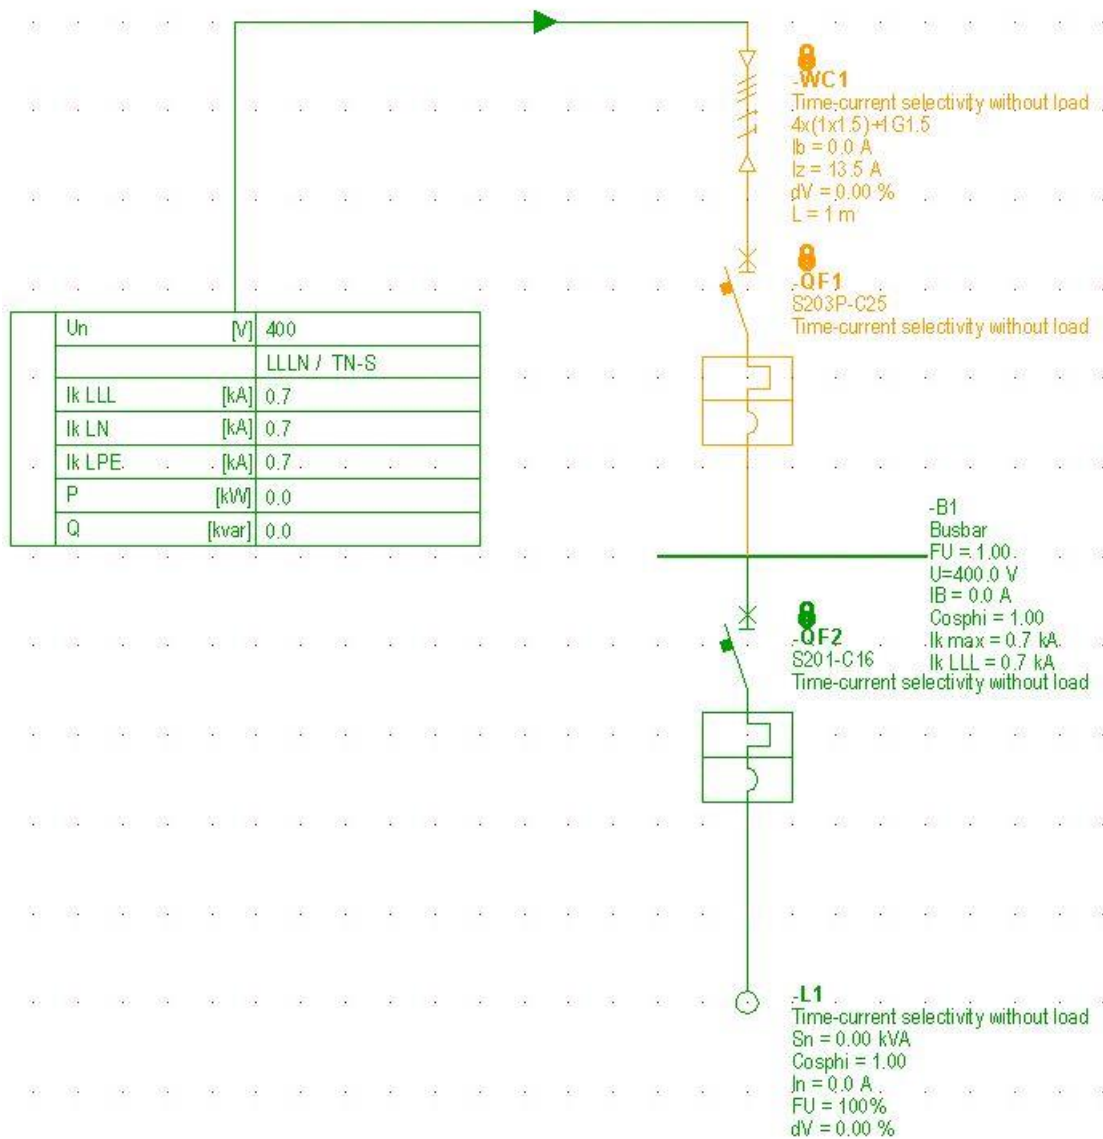 -WC1
Time-current selectivity without load
4x(1x1.5)+1G1.5
Ib = 0.0 A
Iz = 13.5 A
dV = 0.00 %
L = 1 m
-QF1
S203P-C25
Time-current selectivity without load
Un [V] 400
LLLN / TN-S
Ik LLL [kA] 0.7
Ik LN [kA] 0.7
Ik LPE [kA] 0.7
P [kW] 0.0
Q [kvar] 0.0
-B1
Busbar
FU = 1.00
U=400.0 V
IB = 0.0 A
Cosphi = 1.00
Ik max = 0.7 kA
Ik LLL = 0.7 kA
-QF2
S201-C16
Time-current selectivity without load
-L1
Time-current selectivity without load
Sn = 0.00 kVA
Cosphi = 1.00
In = 0.0 A
FU = 100%
dV = 0.00 %